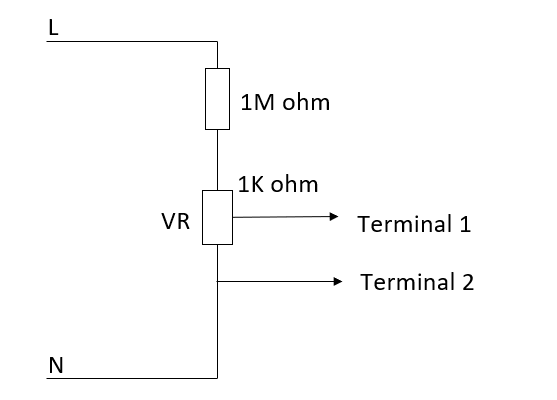 L
1M ohm
1K ohm
VR
Terminal 1
Terminal 2
N